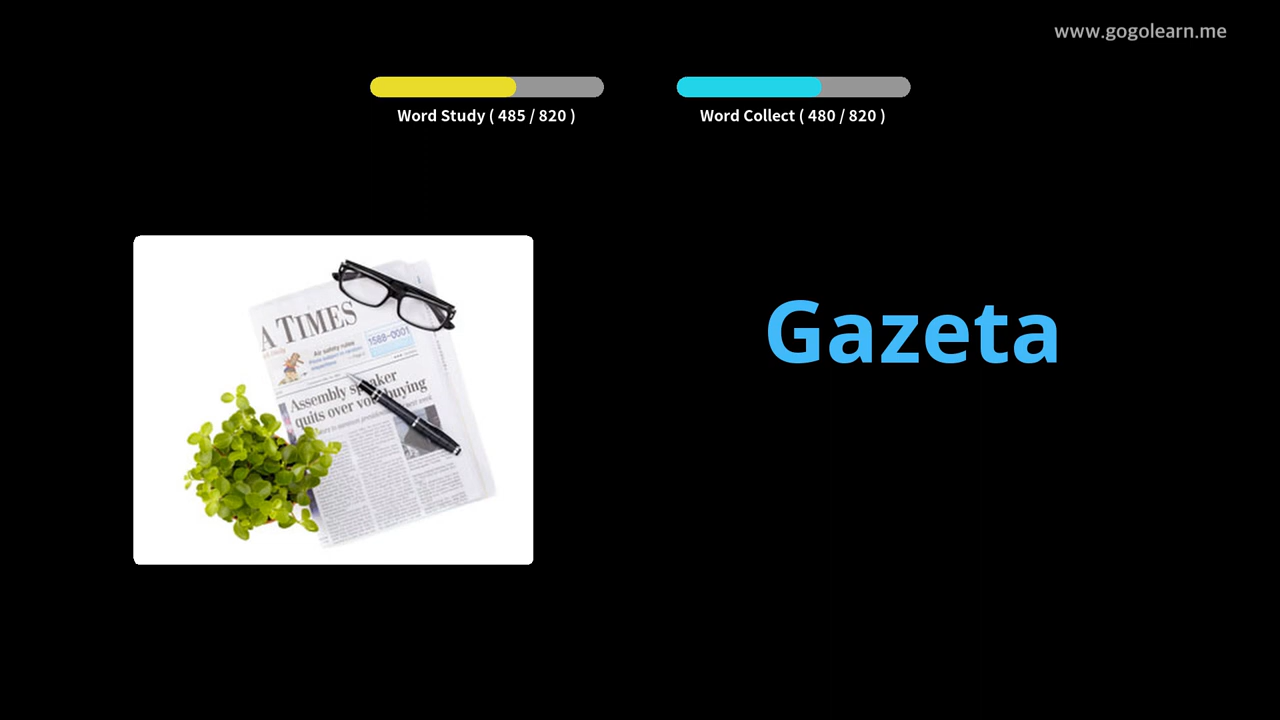 www.gogolearn.me
Word Study ( 485 / 820 )
Word Collect ( 480 / 820 )
Gazeta
A TIMES
Air safety rules
1588-0001
Assembly speaker
quits over vote buying